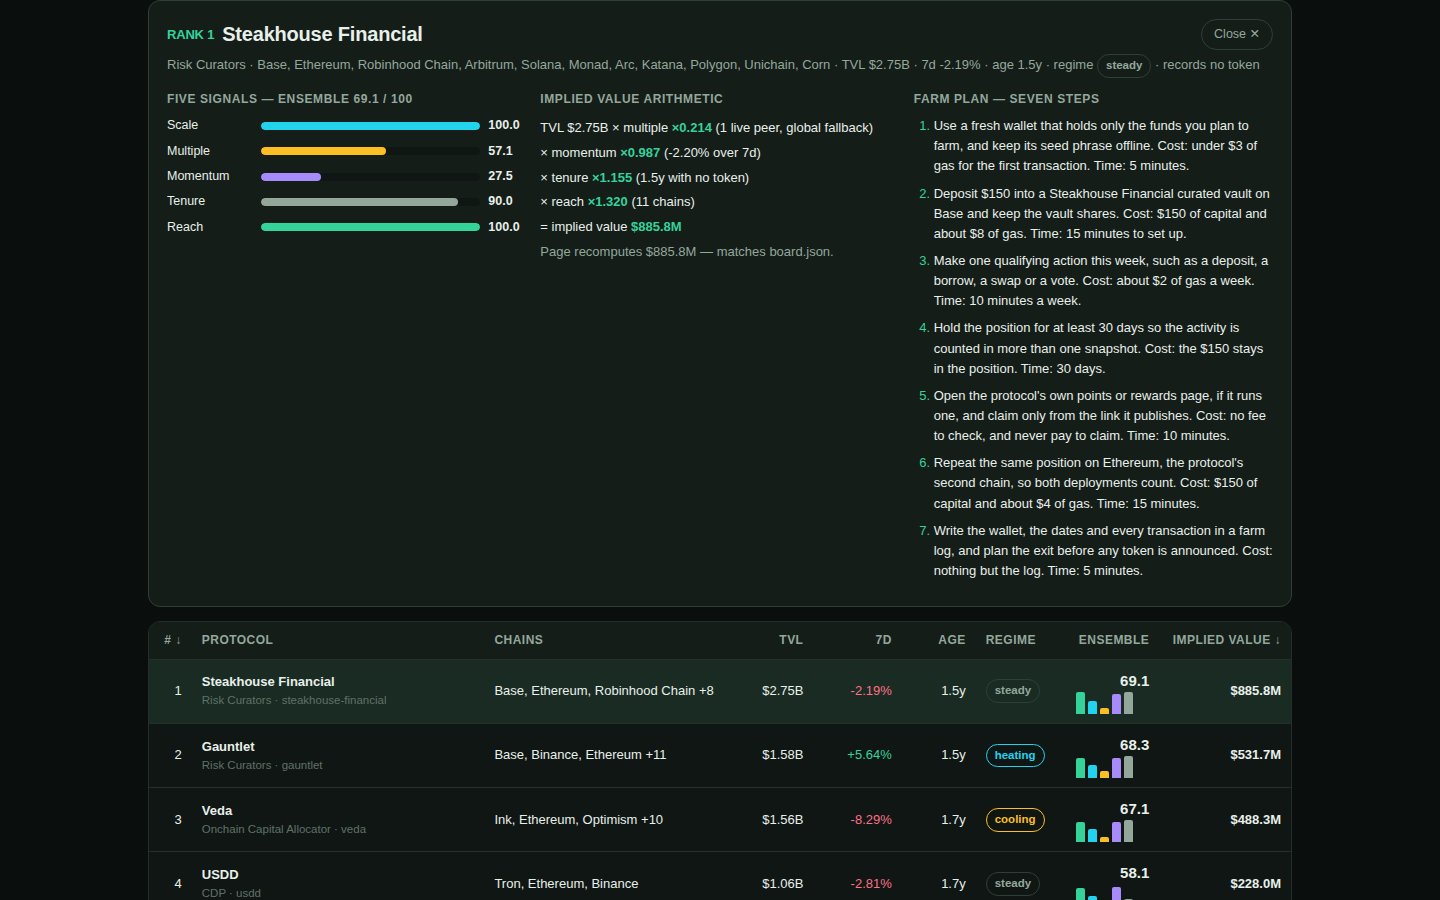 RANK 1 Steakhouse Financial
Close ✕
Risk Curators · Base, Ethereum, Robinhood Chain, Arbitrum, Solana, Monad, Arc, Katana, Polygon, Unichain, Corn · TVL $2.75B · 7d -2.19% · age 1.5y · regime steady · records no token
FIVE SIGNALS — ENSEMBLE 69.1 / 100
Scale 100.0
Multiple 57.1
Momentum 27.5
Tenure 90.0
Reach 100.0
IMPLIED VALUE ARITHMETIC
TVL $2.75B × multiple ×0.214 (1 live peer, global fallback)
× momentum ×0.987 (-2.20% over 7d)
× tenure ×1.155 (1.5y with no token)
× reach ×1.320 (11 chains)
= implied value $885.8M
Page recomputes $885.8M — matches board.json.
FARM PLAN — SEVEN STEPS
1. Use a fresh wallet that holds only the funds you plan to
farm, and keep its seed phrase offline. Cost: under $3 of
gas for the first transaction. Time: 5 minutes.
2. Deposit $150 into a Steakhouse Financial curated vault on
Base and keep the vault shares. Cost: $150 of capital and
about $8 of gas. Time: 15 minutes to set up.
3. Make one qualifying action this week, such as a deposit, a
borrow, a swap or a vote. Cost: about $2 of gas a week.
Time: 10 minutes a week.
4. Hold the position for at least 30 days so the activity is
counted in more than one snapshot. Cost: the $150 stays
in the position. Time: 30 days.
5. Open the protocol's own points or rewards page, if it runs
one, and claim only from the link it publishes. Cost: no fee
to check, and never pay to claim. Time: 10 minutes.
6. Repeat the same position on Ethereum, the protocol's
second chain, so both deployments count. Cost: $150 of
capital and about $4 of gas. Time: 15 minutes.
7. Write the wallet, the dates and every transaction in a farm
log, and plan the exit before any token is announced. Cost:
nothing but the log. Time: 5 minutes.
# ↓ PROTOCOL CHAINS TVL 7D AGE REGIME ENSEMBLE IMPLIED VALUE ↓
1 Steakhouse Financial Base, Ethereum, Robinhood Chain +8 $2.75B -2.19% 1.5y steady 69.1 $885.8M
Risk Curators · steakhouse-financial
2 Gauntlet Base, Binance, Ethereum +11 $1.58B +5.64% 1.5y heating 68.3 $531.7M
Risk Curators · gauntlet
3 Veda Ink, Ethereum, Optimism +10 $1.56B -8.29% 1.7y cooling 67.1 $488.3M
Onchain Capital Allocator · veda
4 USDD Tron, Ethereum, Binance $1.06B -2.81% 1.7y steady 58.1 $228.0M
CDP · usdd